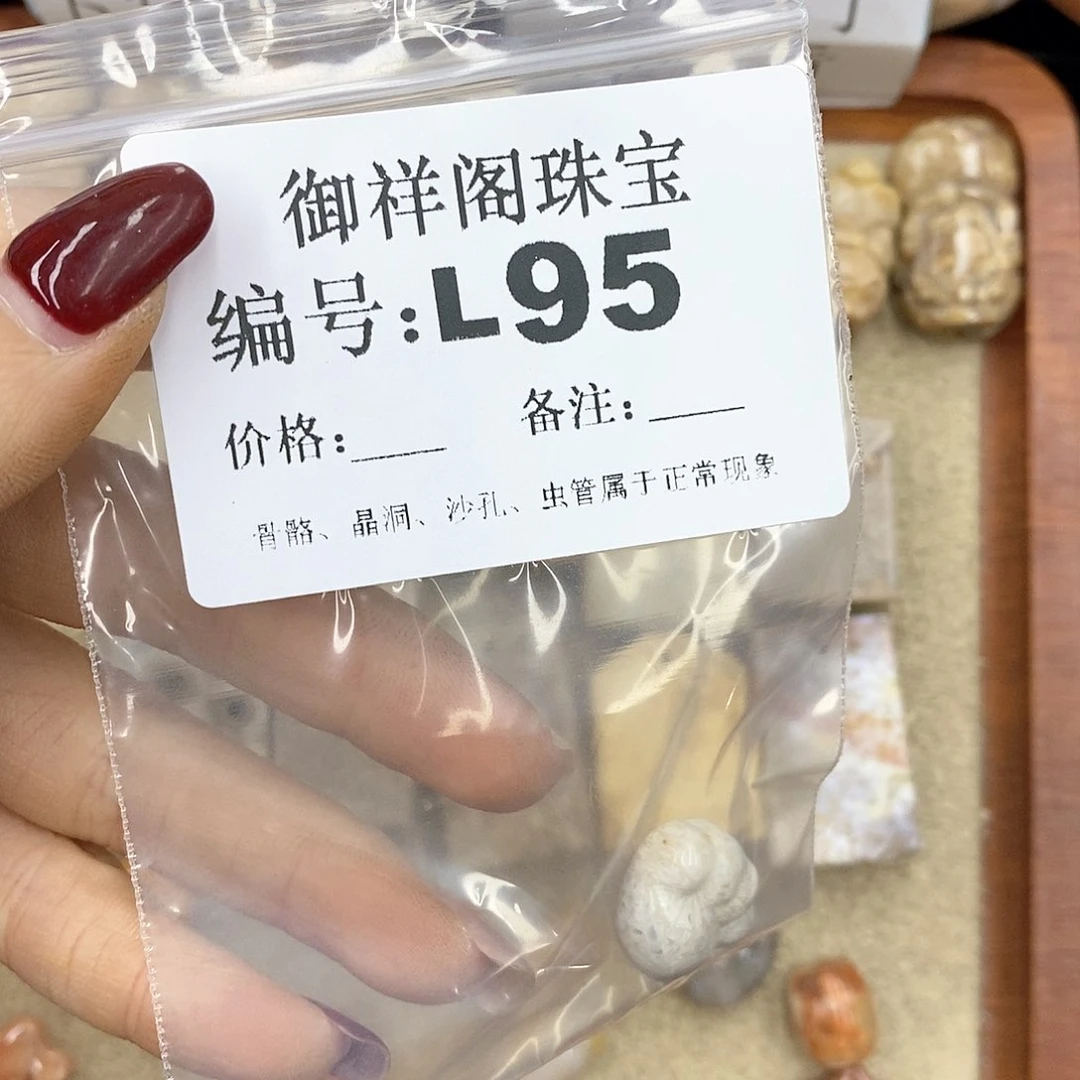 御祥阁珠宝
编号:L95
价格:____ 备注:____
骨骼、晶洞、沙孔、虫管属于正常现象